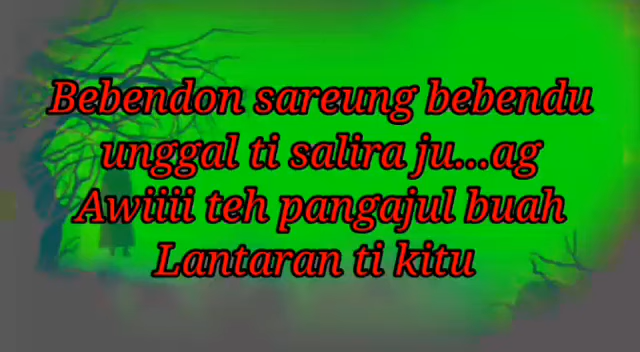 Bebendon sareung bebendu
unggal ti salira ju...ag
Awiiii teh pangajul buah
Lantaran ti kitu